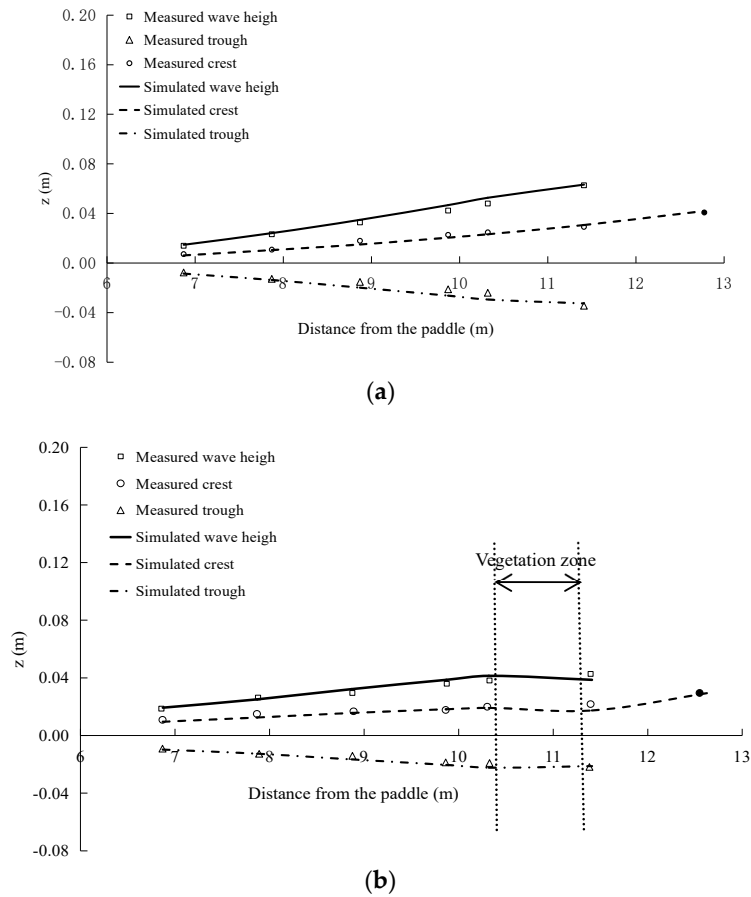 0.20
0.16
0.12
0.08
0.04
0.00
-0.04
-0.08
z (m)
Measured wave heigh
Measured trough
Measured crest
Simulated wave heigh
Simulated crest
Simulated trough
6 7 8 9 10 11 12 13
Distance from the paddle (m)
(a)
0.20
0.16
0.12
0.08
0.04
0.00
-0.04
-0.08
z (m)
Measured wave heigh
Measured crest
Measured trough
Simulated wave heigh
Simulated crest
Simulated trough
Vegetation zone
6 7 8 9 10 11 12 13
Distance from the paddle (m)
(b)